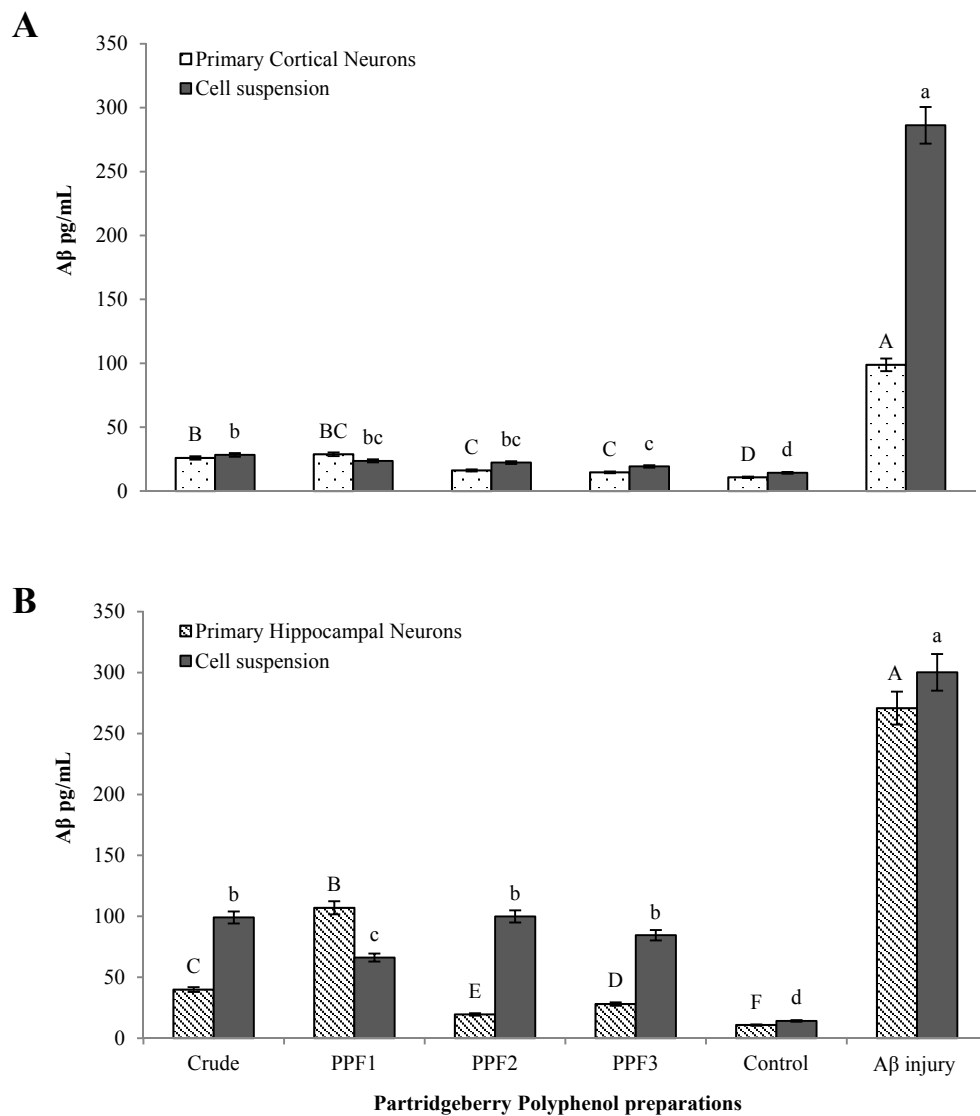 A
350
300
250
200
150
100
50
0
Aβ pg/mL
Primary Cortical Neurons
Cell suspension
B b BC bc C bc C c D d A a
B
350
300
250
200
150
100
50
0
Aβ pg/mL
Primary Hippocampal Neurons
Cell suspension
C b B c E b D b F d A a
Crude PPF1 PPF2 PPF3 Control Aβ injury
Partridgeberry Polyphenol preparations